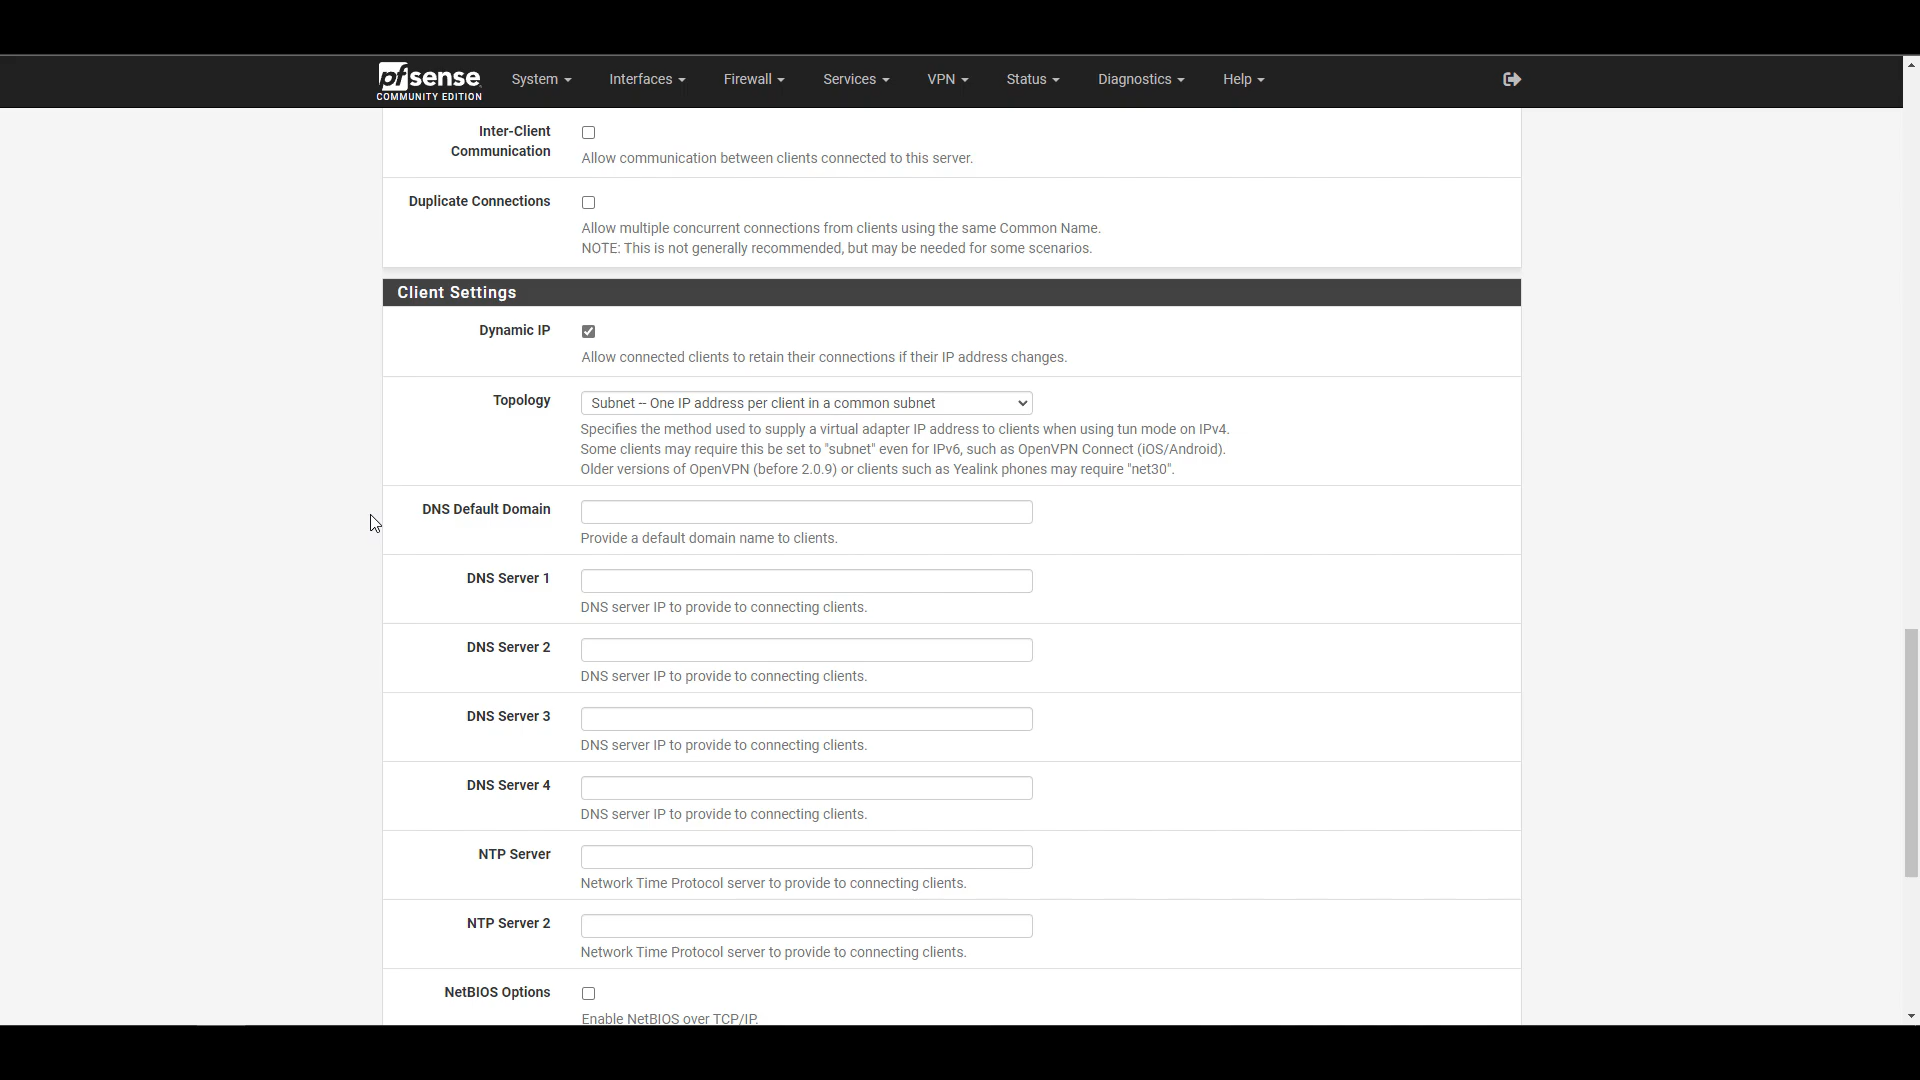 pfsense
COMMUNITY EDITION
System
Interfaces
Firewall
Services
VPN
Status
Diagnostics
Help
Inter-Client
Communication
Allow communication between clients connected to this server.
Duplicate Connections
Allow multiple concurrent connections from clients using the same Common Name.
NOTE: This is not generally recommended, but may be needed for some scenarios.
Client Settings
Dynamic IP
Allow connected clients to retain their connections if their IP address changes.
Topology
Subnet -- One IP address per client in a common subnet
Specifies the method used to supply a virtual adapter IP address to clients when using tun mode on IPv4.
Some clients may require this be set to "subnet" even for IPv6, such as OpenVPN Connect (iOS/Android).
Older versions of OpenVPN (before 2.0.9) or clients such as Yealink phones may require "net30".
DNS Default Domain
Provide a default domain name to clients.
DNS Server 1
DNS server IP to provide to connecting clients.
DNS Server 2
DNS server IP to provide to connecting clients.
DNS Server 3
DNS server IP to provide to connecting clients.
DNS Server 4
DNS server IP to provide to connecting clients.
NTP Server
Network Time Protocol server to provide to connecting clients.
NTP Server 2
Network Time Protocol server to provide to connecting clients.
NetBIOS Options
Enable NetBIOS over TCP/IP.